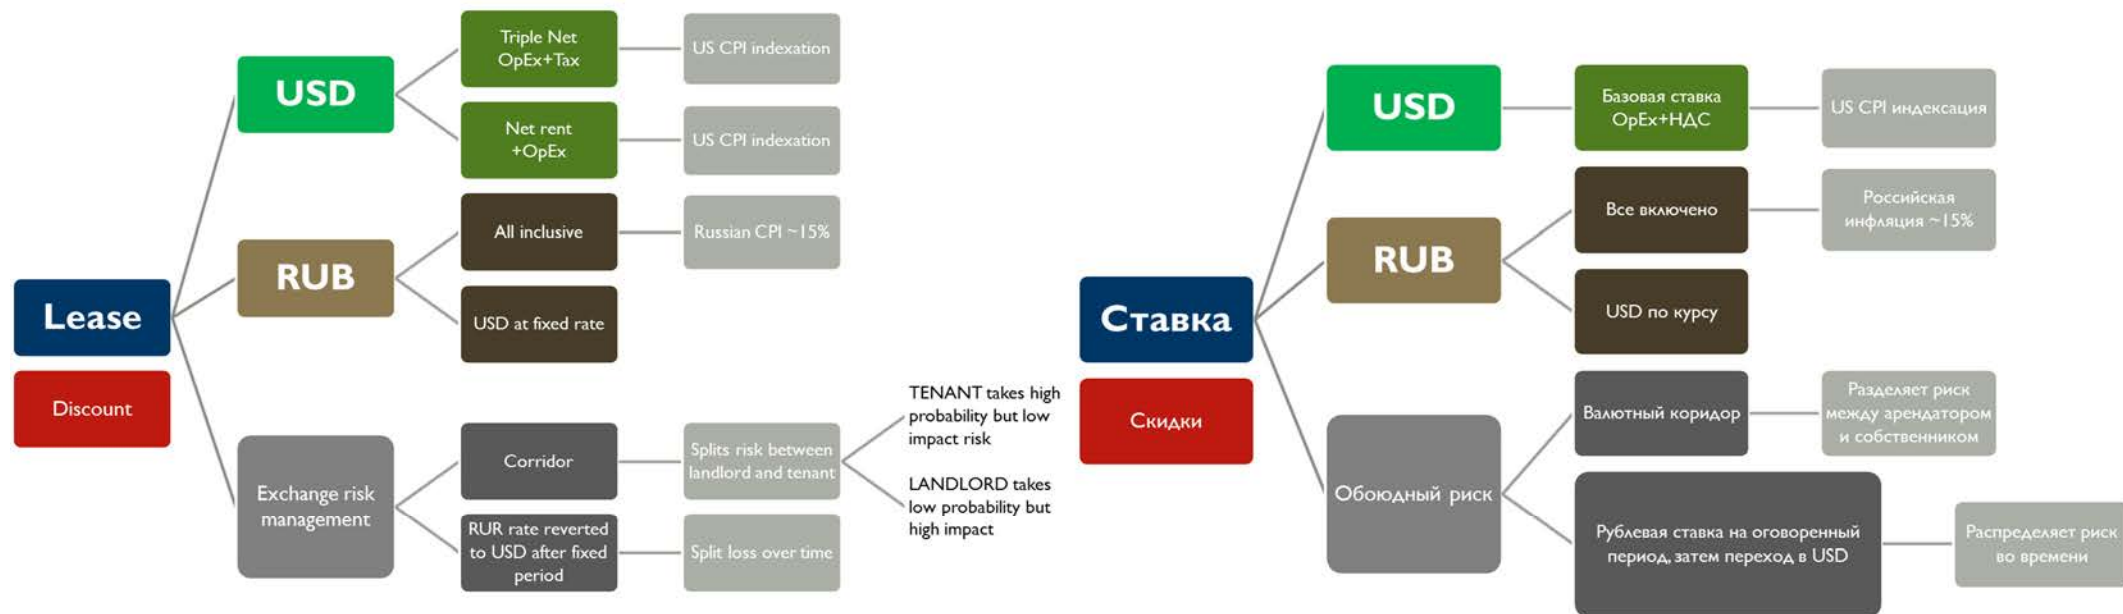 Lease
Discount
USD
Triple Net
OpEx+Tax
US CPI indexation
Net rent
+OpEx
US CPI indexation
RUB
All inclusive
Russian CPI ~15%
USD at fixed rate
Exchange risk
management
Corridor
Splits risk between
landlord and tenant
TENANT takes high
probability but low
impact risk
LANDLORD takes
low probability but
high impact
RUR rate reverted
to USD after fixed
period
Split loss over time
Ставка
Скидки
USD
Базовая ставка
OpEx+НДС
US CPI индексация
RUB
Все включено
Российская
инфляция ~15%
USD по курсу
Обоюдный риск
Валютный коридор
Разделяет риск
между арендатором
и собственником
Рублевая ставка на оговоренный
период, затем переход в USD
Распределяет риск
во времени